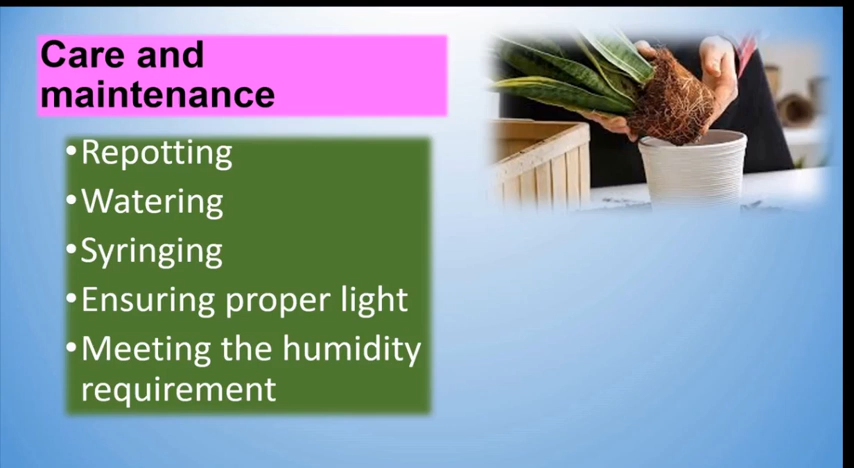 Care and
maintenance
•Repotting
•Watering
•Syringing
•Ensuring proper light
•Meeting the humidity
requirement